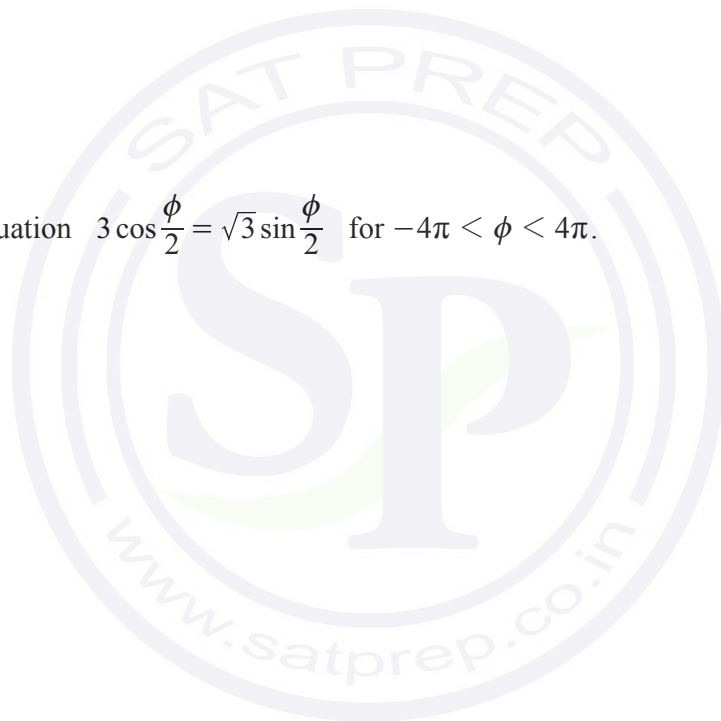 SAT PREP
uation 3 cos ϕ/2 = √3 sin ϕ/2 for −4π < ϕ < 4π.
SP
www.satprep.co.in